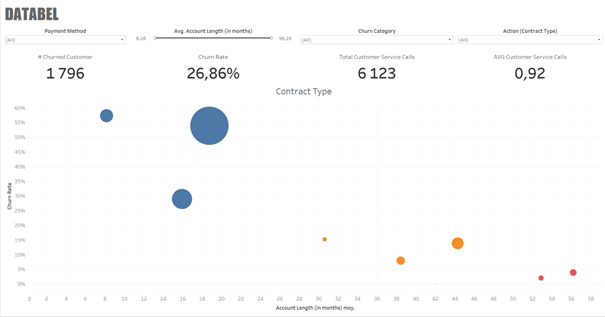 DATABEL
Payment Method
Avg. Account Length (in months)
Churn Category
Action (Contract Type)
(All)
8,16
56,19
(All)
(All)
# Churned Customer
Churn Rate
Total Customer Service Calls
AVG Customer Service Calls
1 796
26,86%
6 123
0,92
Contract Type
60%
55%
50%
45%
40%
35%
30%
25%
20%
15%
10%
5%
0%
Churn Rate
0 2 4 6 8 10 12 14 16 18 20 22 24 26 28 30 32 34 36 38 40 42 44 46 48 50 52 54 56 58
Account Length (in months) moy.